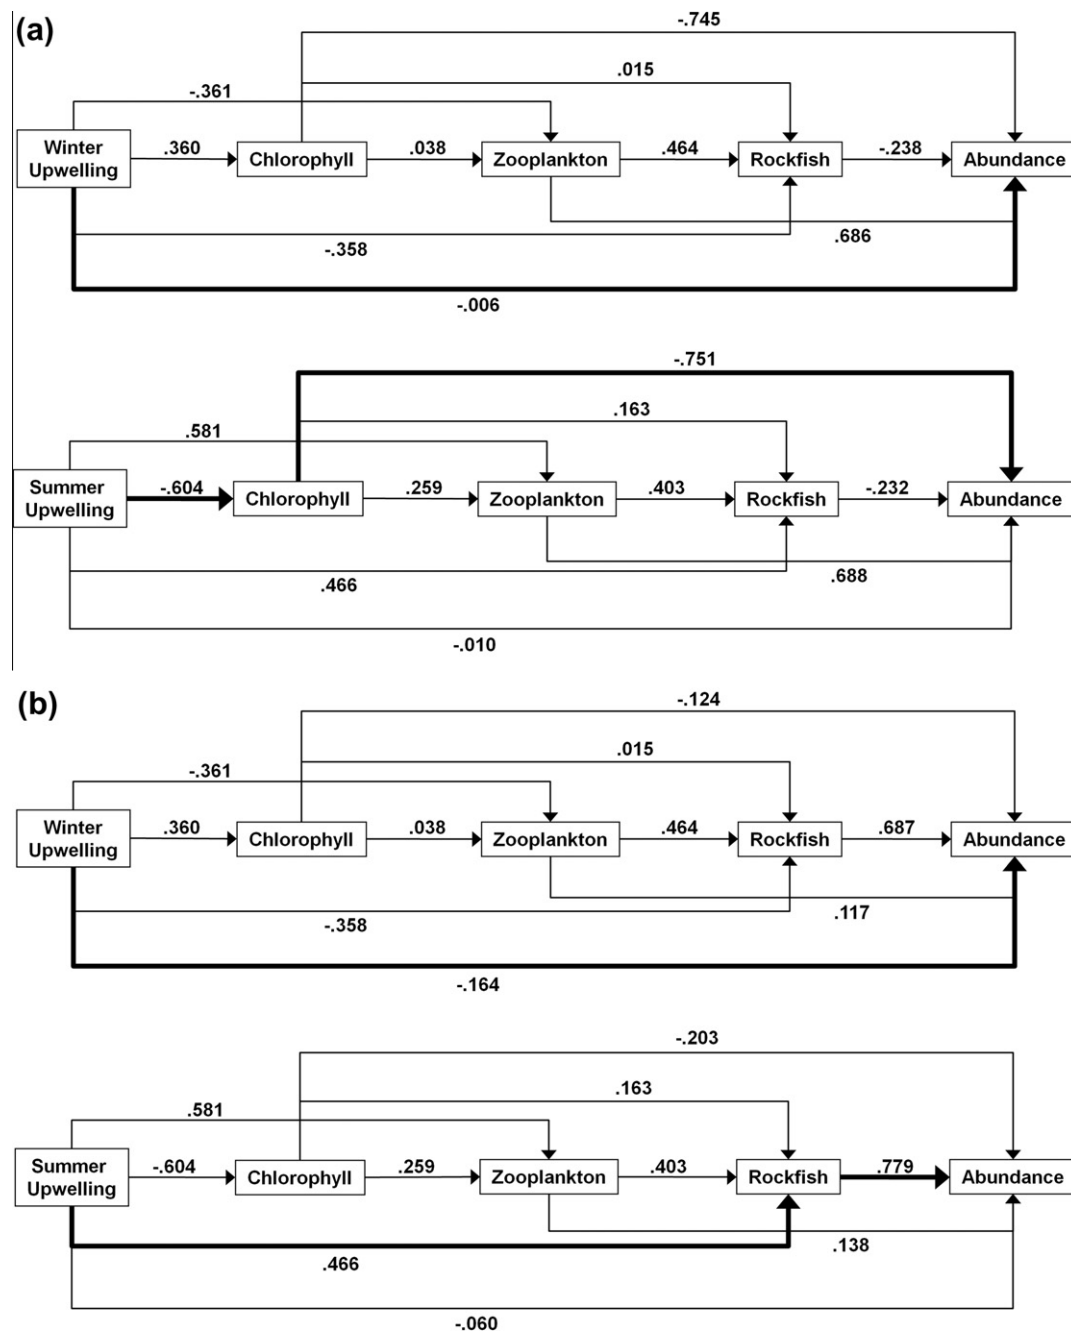 (a)
-.745
.015
-.361
Winter
Upwelling
.360
Chlorophyll
.038
Zooplankton
.464
Rockfish
-.238
Abundance
.686
-.358
-.006
-.751
.163
.581
Summer
Upwelling
-.604
Chlorophyll
.259
Zooplankton
.403
Rockfish
-.232
Abundance
.688
.466
-.010
(b)
-.124
.015
-.361
Winter
Upwelling
.360
Chlorophyll
.038
Zooplankton
.464
Rockfish
.687
Abundance
.117
-.358
-.164
-.203
.163
.581
Summer
Upwelling
-.604
Chlorophyll
.259
Zooplankton
.403
Rockfish
.779
Abundance
.138
.466
-.060